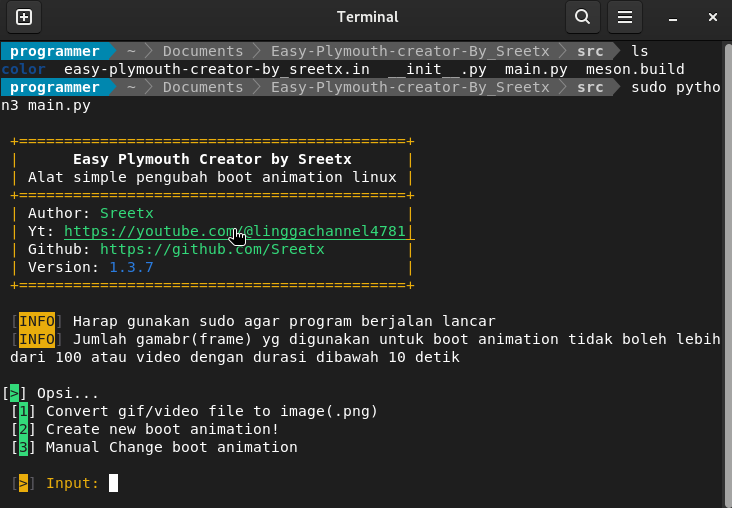 Terminal
programmer ~ Documents Easy-Plymouth-creator-By_Sreetx src ls
color easy-plymouth-creator-by_sreetx.in __init__.py main.py meson.build
programmer ~ Documents Easy-Plymouth-creator-By_Sreetx src sudo pytho
n3 main.py
+===========================================+
| Easy Plymouth Creator by Sreetx |
| Alat simple pengubah boot animation linux |
+===========================================+
| Author: Sreetx |
| Yt: https://youtube.com/@linggachannel4781|
| Github: https://github.com/Sreetx |
| Version: 1.3.7 |
+===========================================+
[INFO] Harap gunakan sudo agar program berjalan lancar
[INFO] Jumlah gamabr(frame) yg digunakan untuk boot animation tidak boleh lebih
dari 100 atau video dengan durasi dibawah 10 detik
[>] Opsi...
[1] Convert gif/video file to image(.png)
[2] Create new boot animation!
[3] Manual Change boot animation
[>] Input: